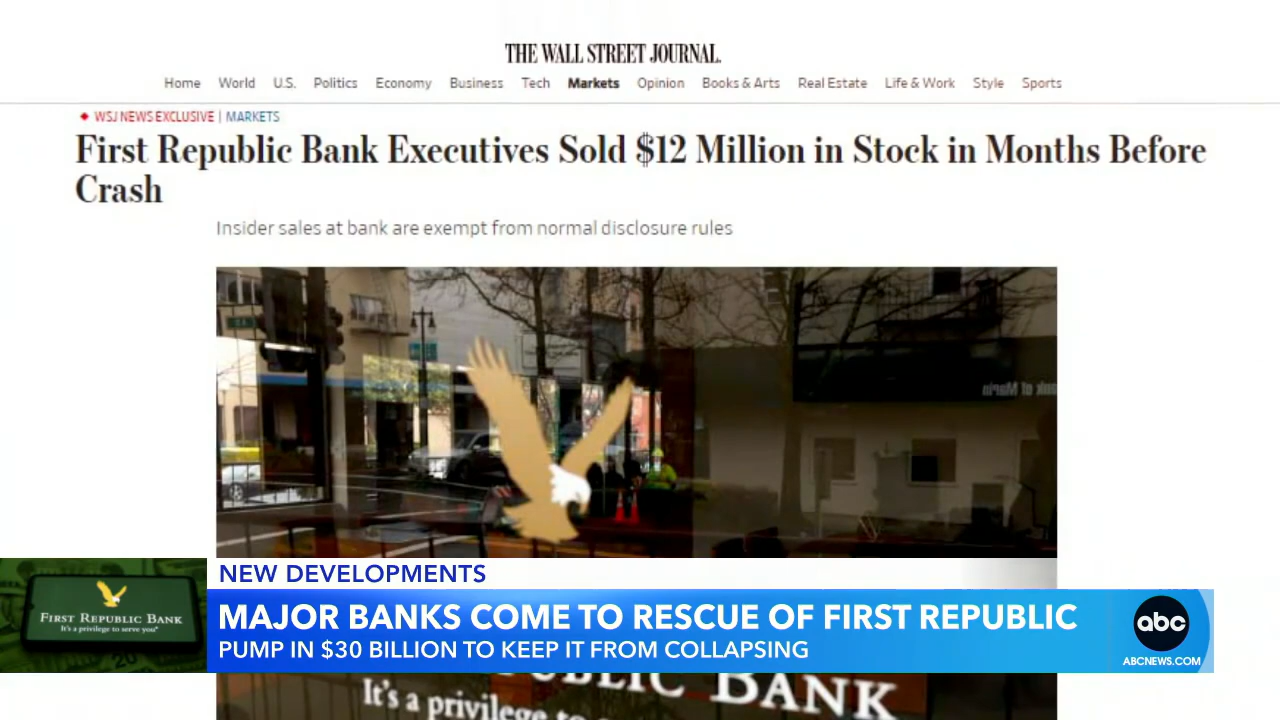 THE WALL STREET JOURNAL.
Home World U.S. Politics Economy Business Tech Markets Opinion Books & Arts Real Estate Life & Work Style Sports
WSJ NEWS EXCLUSIVE | MARKETS
First Republic Bank Executives Sold $12 Million in Stock in Months Before
Crash
Insider sales at bank are exempt from normal disclosure rules
NEW DEVELOPMENTS
FIRST REPUBLIC BANK
It's a privilege to serve you®
MAJOR BANKS COME TO RESCUE OF FIRST REPUBLIC
PUMP IN $30 BILLION TO KEEP IT FROM COLLAPSING
abc
ABCNEWS.COM
BANK
It's a privilege to